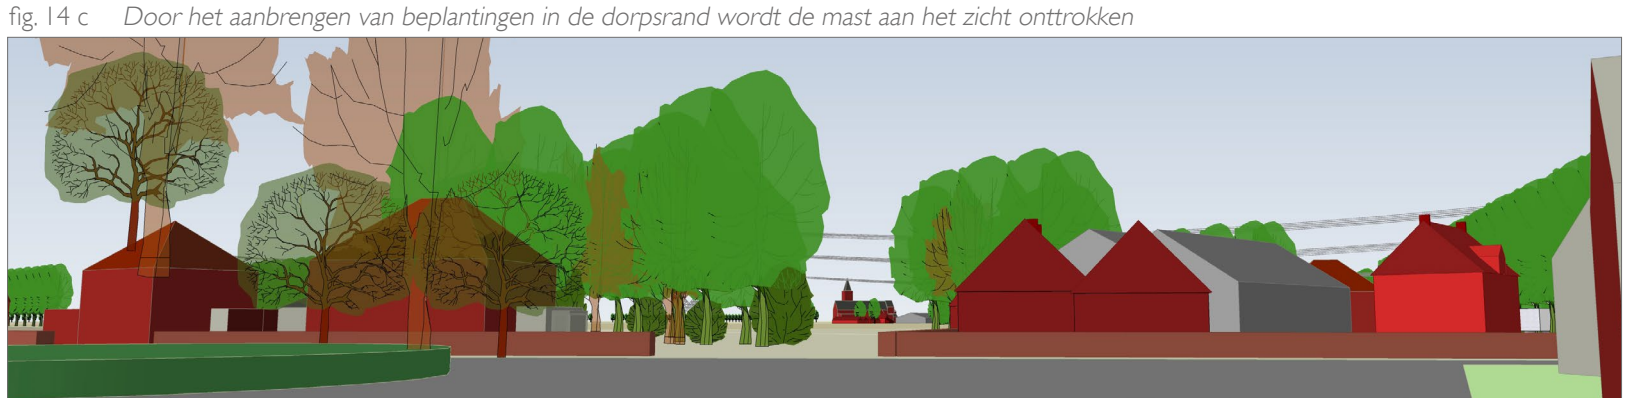 fig. 14 c Door het aanbrengen van beplantingen in de dorpsrand wordt de mast aan het zicht onttrokken